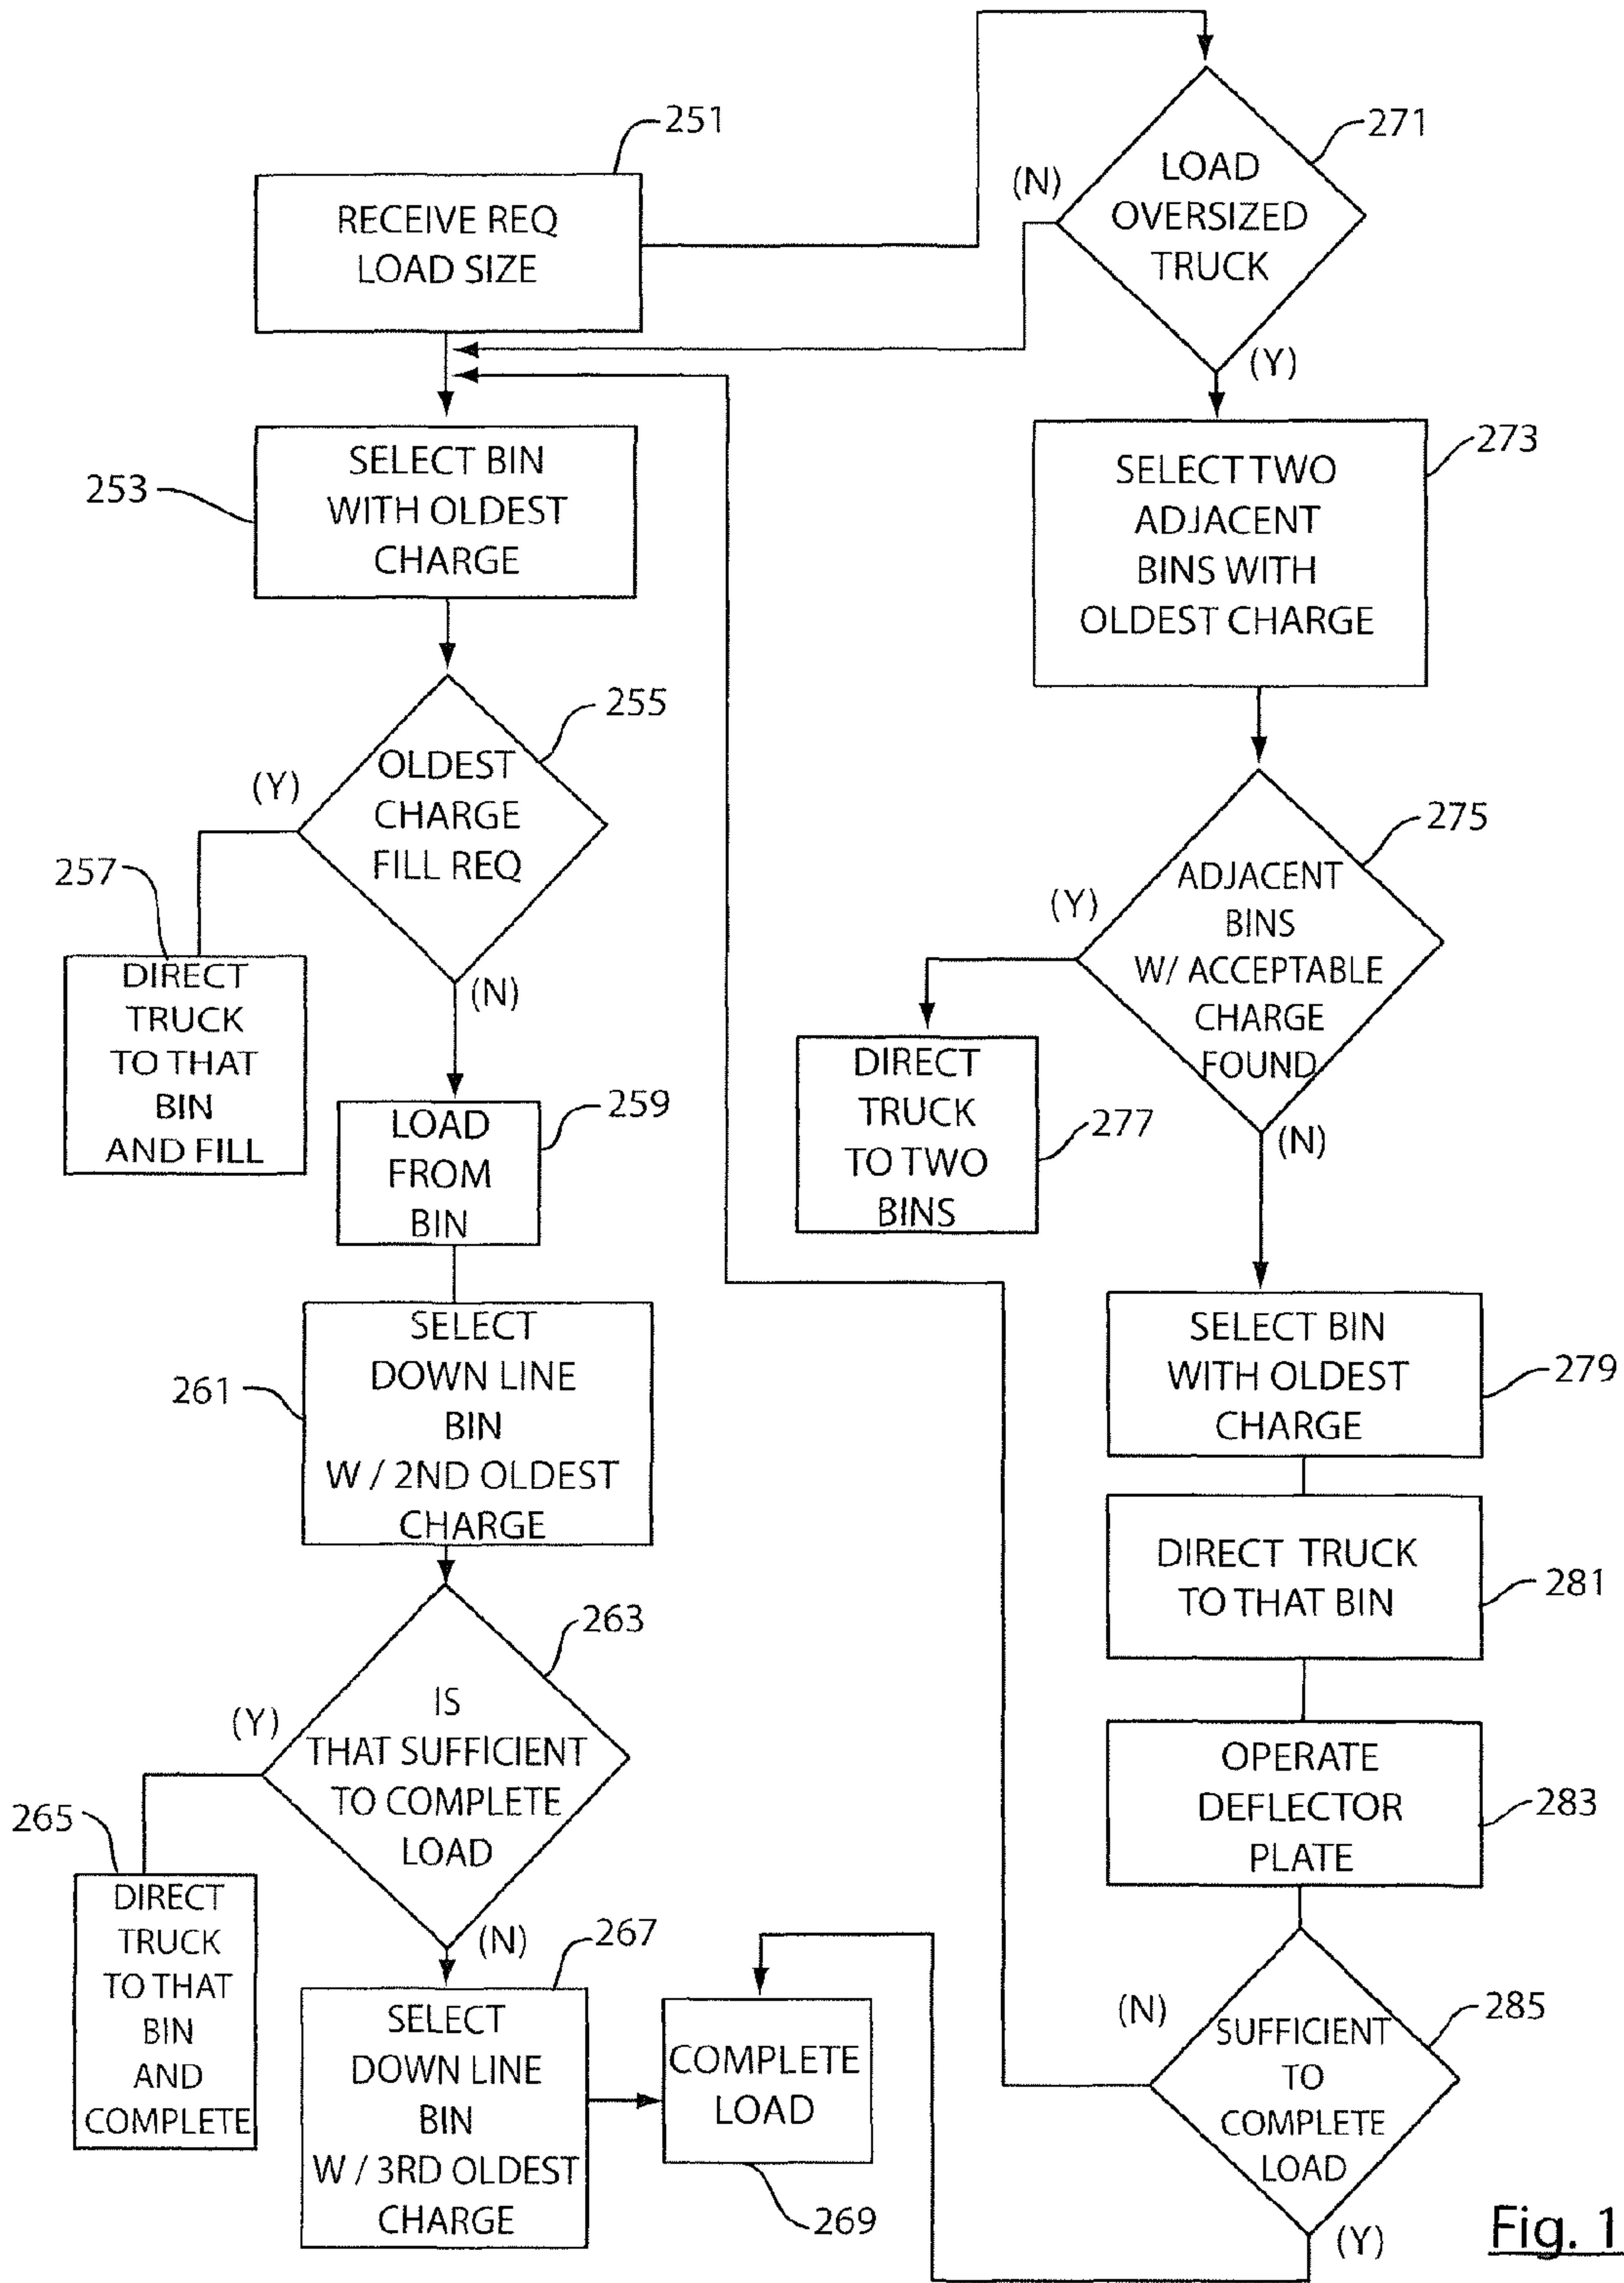 251
RECEIVE REQ
LOAD SIZE
271
LOAD
OVERSIZED
TRUCK
(N)
(Y)
253
SELECT BIN
WITH OLDEST
CHARGE
273
SELECT TWO
ADJACENT
BINS WITH
OLDEST CHARGE
255
OLDEST
CHARGE
FILL REQ
(Y)
(N)
257
DIRECT
TRUCK
TO THAT
BIN
AND FILL
275
ADJACENT
BINS
W/ ACCEPTABLE
CHARGE
FOUND
(Y)
(N)
277
DIRECT
TRUCK
TO TWO
BINS
259
LOAD
FROM
BIN
261
SELECT
DOWN LINE
BIN
W / 2ND OLDEST
CHARGE
279
SELECT BIN
WITH OLDEST
CHARGE
281
DIRECT TRUCK
TO THAT BIN
263
IS
THAT SUFFICIENT
TO COMPLETE
LOAD
(Y)
(N)
265
DIRECT
TRUCK
TO THAT
BIN
AND
COMPLETE
283
OPERATE
DEFLECTOR
PLATE
267
SELECT
DOWN LINE
BIN
W / 3RD OLDEST
CHARGE
COMPLETE
LOAD
269
285
SUFFICIENT
TO
COMPLETE
LOAD
(N)
(Y)
Fig. 1